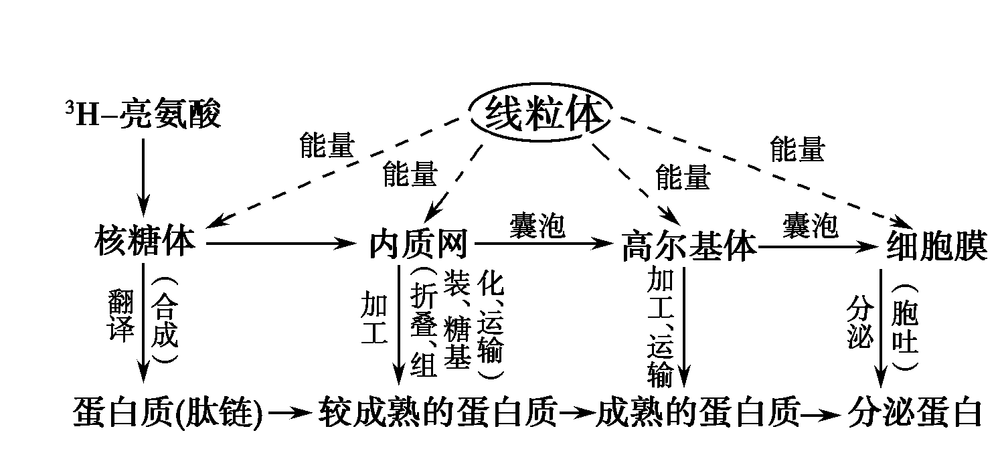 ³H-亮氨酸
线粒体
能量
能量
能量
能量
核糖体
内质网
囊泡
高尔基体
囊泡
细胞膜
翻译
(合成)
加工
(折叠、组
装、糖基
化、运输)
加工、运输
分泌
(胞吐)
蛋白质(肽链)
较成熟的蛋白质
成熟的蛋白质
分泌蛋白